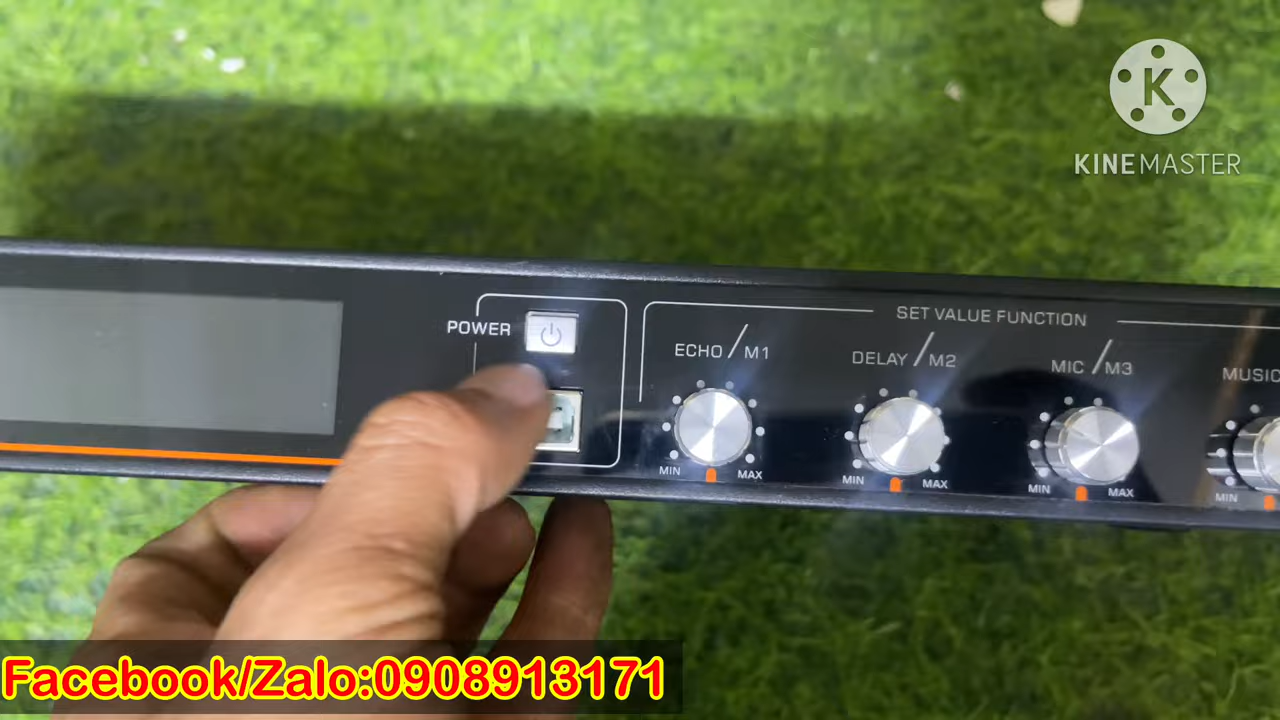 K
KINEMASTER
SET VALUE FUNCTION
POWER
ECHO/M1
DELAY/M2
MIC/M3
MUSIC
MIN MAX
MIN MAX
MIN MAX
MIN
Facebook/Zalo:0908913171